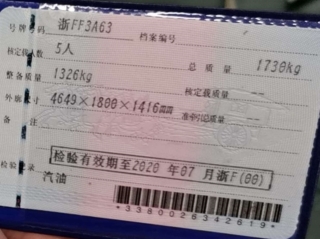 号牌号码 浙FF3A63 档案编号
核定载人数 5人 总质量 1730kg
整备质量 1326kg 核定载质量 --
外廓尺寸 4649×1800×1416 准牵引总质量 --
备注
检验记录 检验有效期至2020年07月浙F(00)
汽油
*3380026342619*